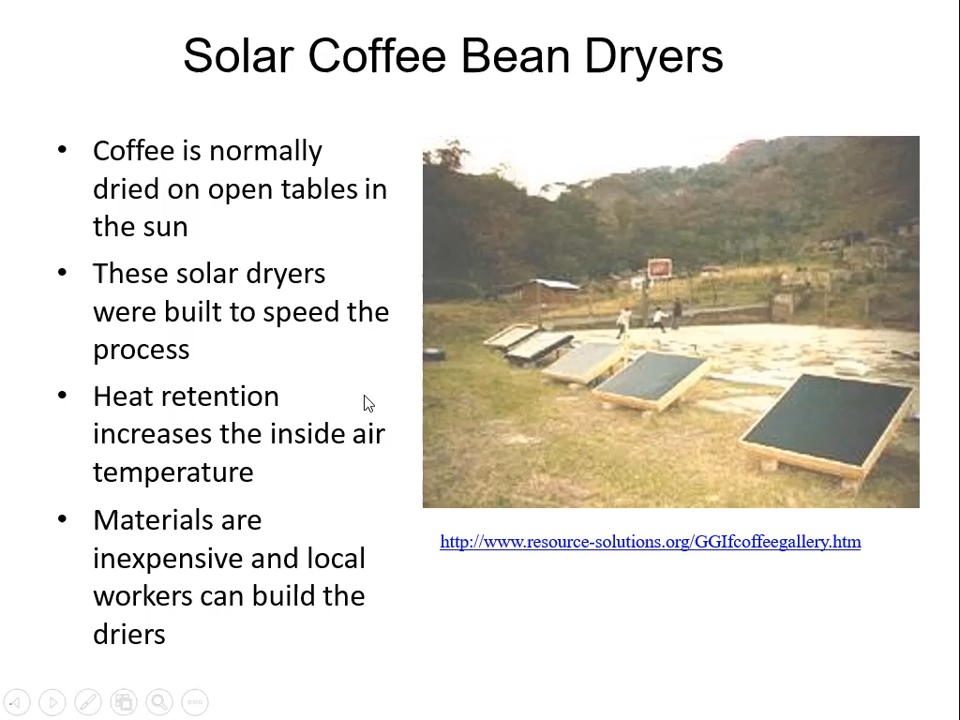 Solar Coffee Bean Dryers
• Coffee is normally
dried on open tables in
the sun
• These solar dryers
were built to speed the
process
• Heat retention
increases the inside air
temperature
• Materials are
inexpensive and local
workers can build the
driers
http://www.resource-solutions.org/GGIfcoffeegallery.htm